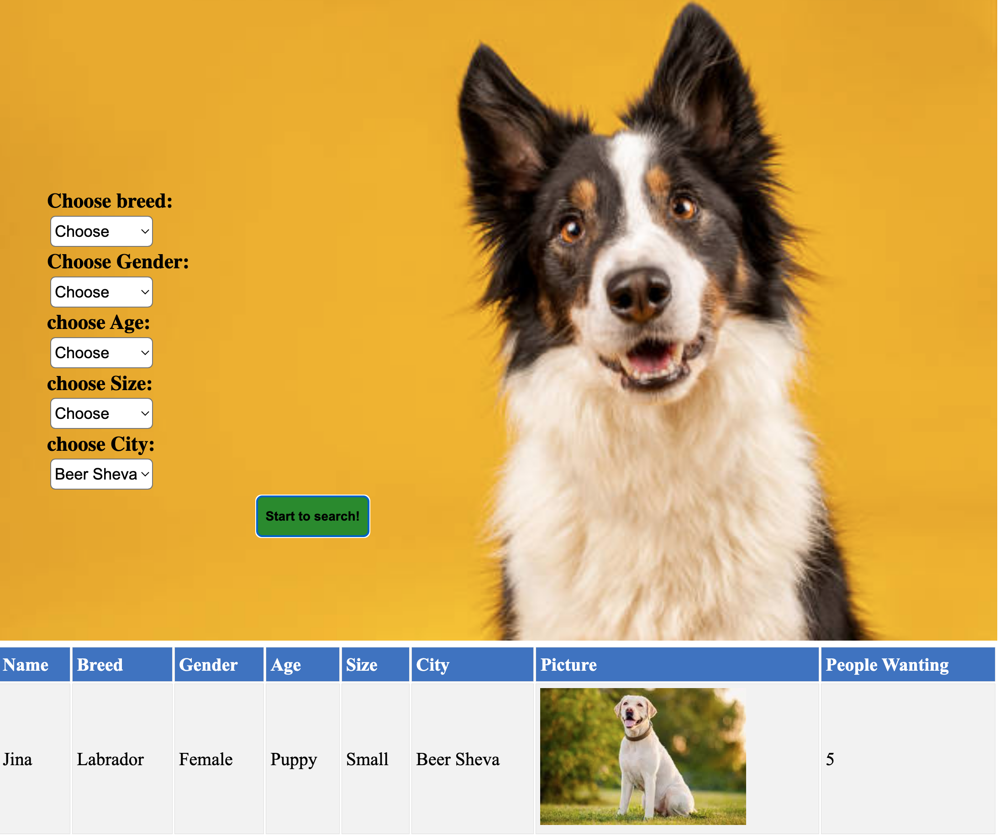 Choose breed:
Choose
Choose Gender:
Choose
choose Age:
Choose
choose Size:
Choose
choose City:
Beer Sheva
Start to search!
Name Breed Gender Age Size City Picture People Wanting
Jina Labrador Female Puppy Small Beer Sheva 5